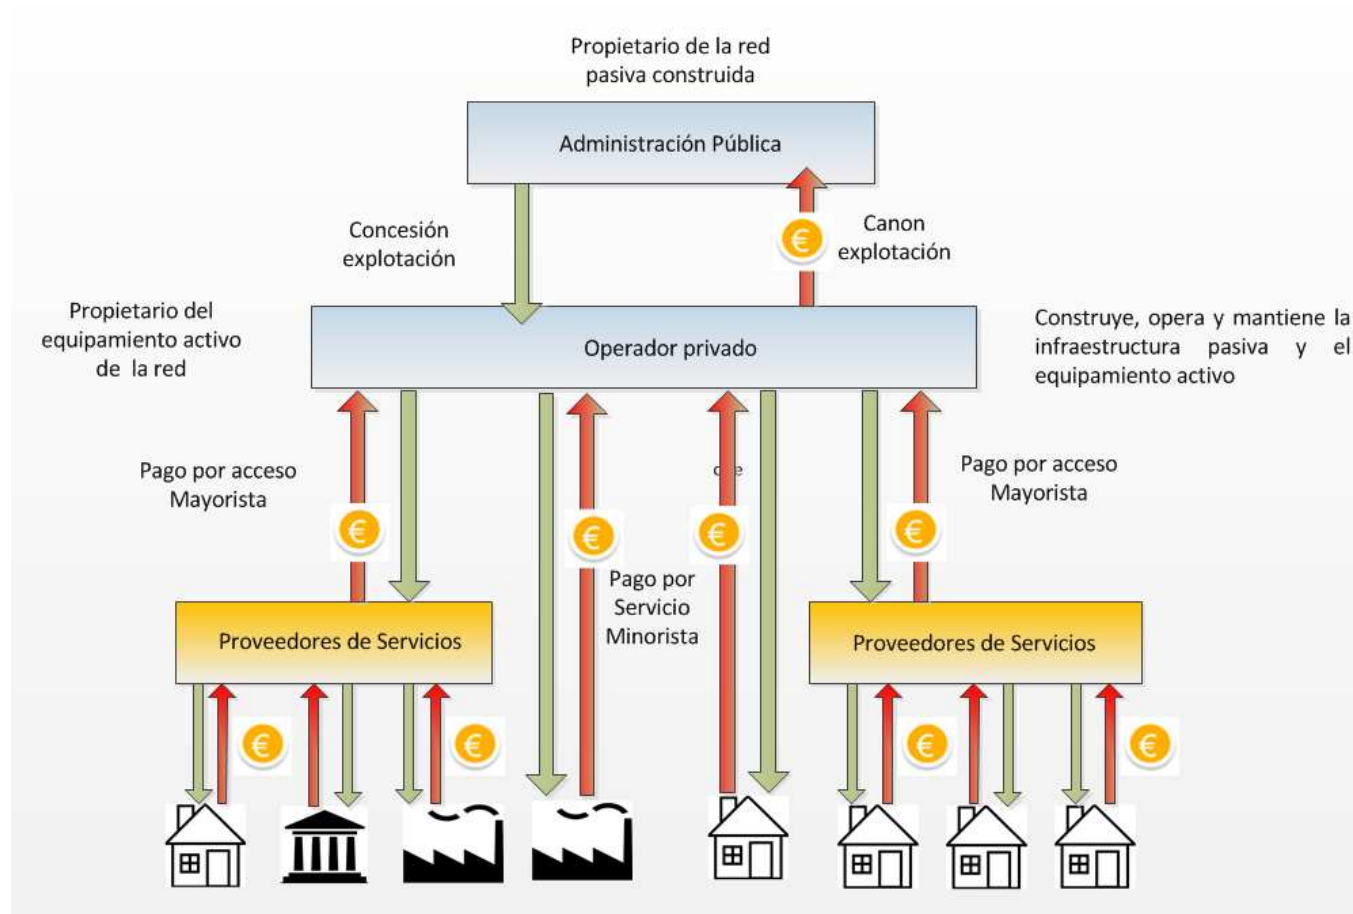 Propietario de la red
pasiva construida
Administración Pública
Concesión
explotación
€
Canon
explotación
Propietario del
equipamiento activo
de la red
Operador privado
Construye, opera y mantiene la
infraestructura pasiva y el
equipamiento activo
Pago por acceso
Mayorista
€
€
€
Pago por acceso
Mayorista
€
Pago por
Servicio
Minorista
Proveedores de Servicios
Proveedores de Servicios
€
€
€
€